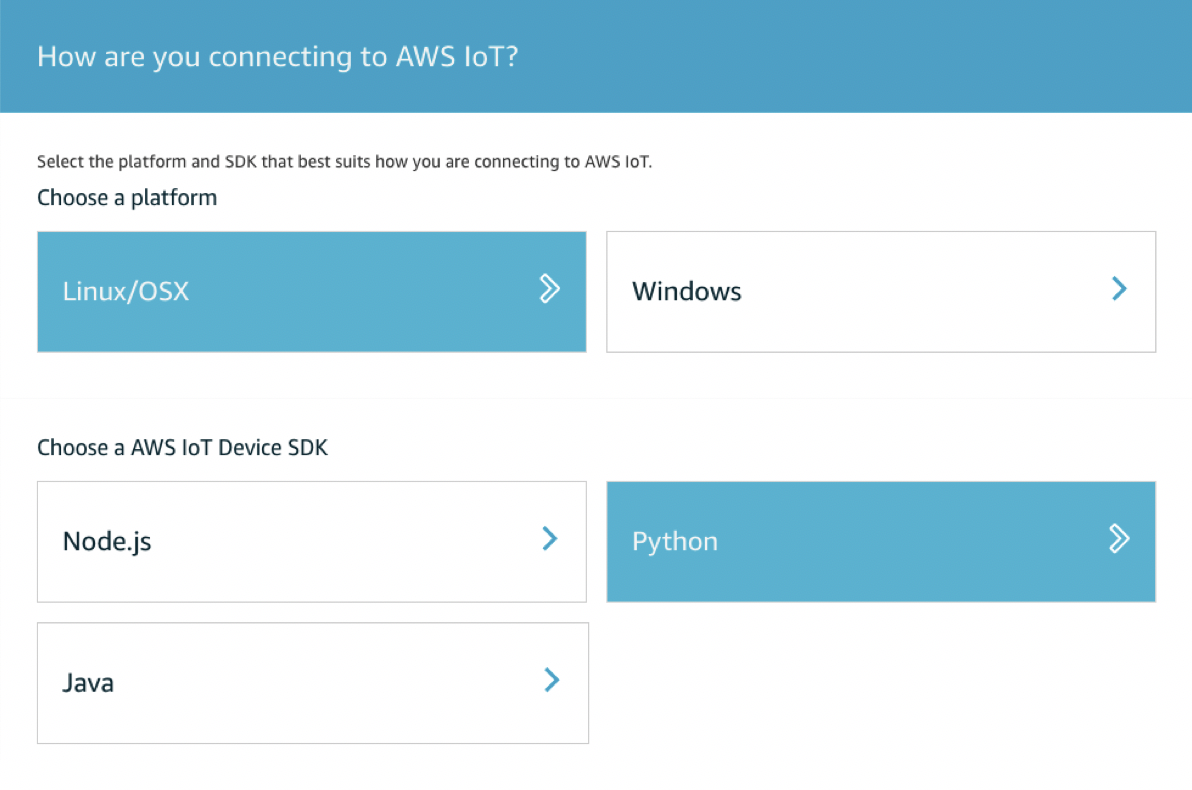 How are you connecting to AWS IoT?
Select the platform and SDK that best suits how you are connecting to AWS IoT.
Choose a platform
Linux/OSX
Windows
Choose a AWS IoT Device SDK
Node.js
Python
Java